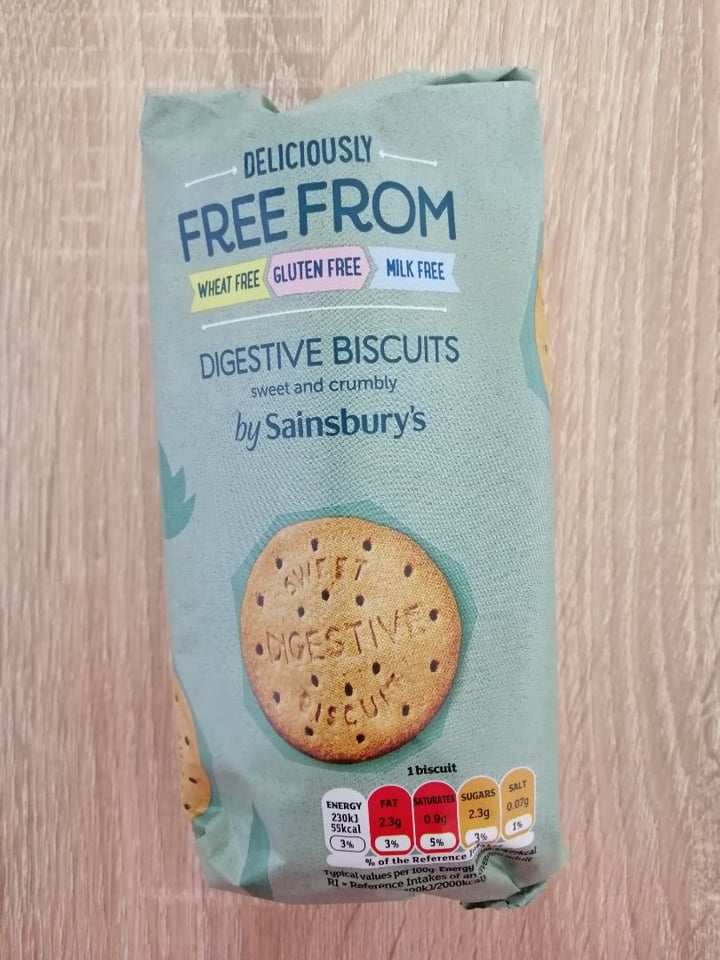 DELICIOUSLY
FREE FROM
WHEAT FREE GLUTEN FREE MILK FREE
DIGESTIVE BISCUITS
sweet and crumbly
by Sainsbury's
SWEET
DIGESTIVE
BISCUIT
1 biscuit
ENERGY FAT SATURATES SUGARS SALT
230kJ 2.3g 0.9g 2.3g 0.07g
55kcal
3% 3% 5% 3% 1%
% of the Reference
Typical values per 100g: Energy
RI = Reference Intakes of an
/2000kcal)